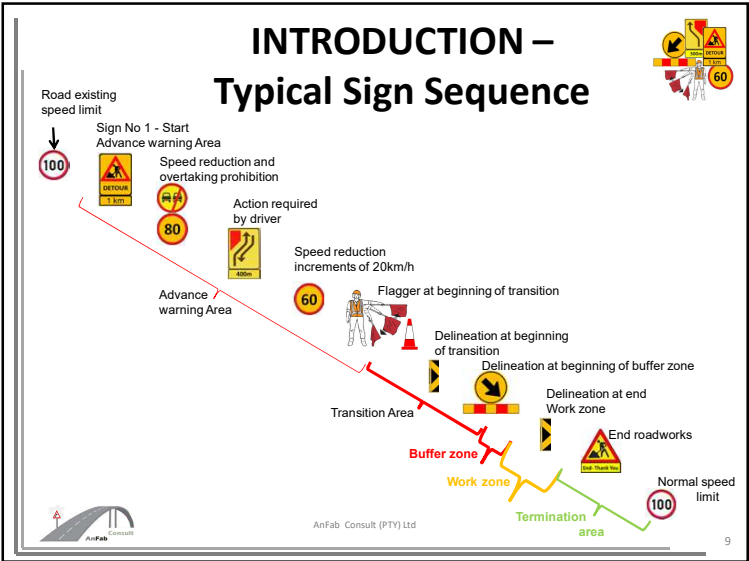 INTRODUCTION –
Typical Sign Sequence
500m
DETOUR
1 km
60
Road existing
speed limit
100
Sign No 1 - Start
Advance warning Area
DETOUR
1 km
Speed reduction and
overtaking prohibition
80
Action required
by driver
400m
Speed reduction
increments of 20km/h
60
Flagger at beginning of transition
Advance
warning Area
Delineation at beginning
of transition
Delineation at beginning of buffer zone
Delineation at end
Work zone
Transition Area
End roadworks
End- Thank You
Buffer zone
Work zone
Normal speed
limit
100
Termination
area
AnFab Consult
AnFab Consult (PTY) Ltd
9